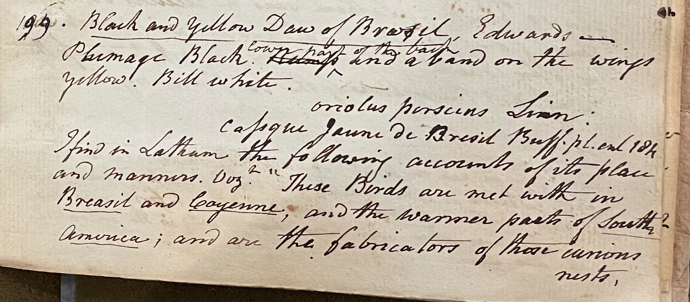 199. Black and Yellow Daw of Brasil, Edwards —
Plumage Black. Lower part of the back and a band on the wings
yellow. Bill white.
oriolus persicus Linn:
Cassique Jaune de Bresil Buff. pl. enl 184
I find in Latham the following accounts of its place
and manners. Viz.t "These Birds are met with in
Breasil and Cayenne, and the warmer parts of South
America; and are the fabricators of those curious
nests,